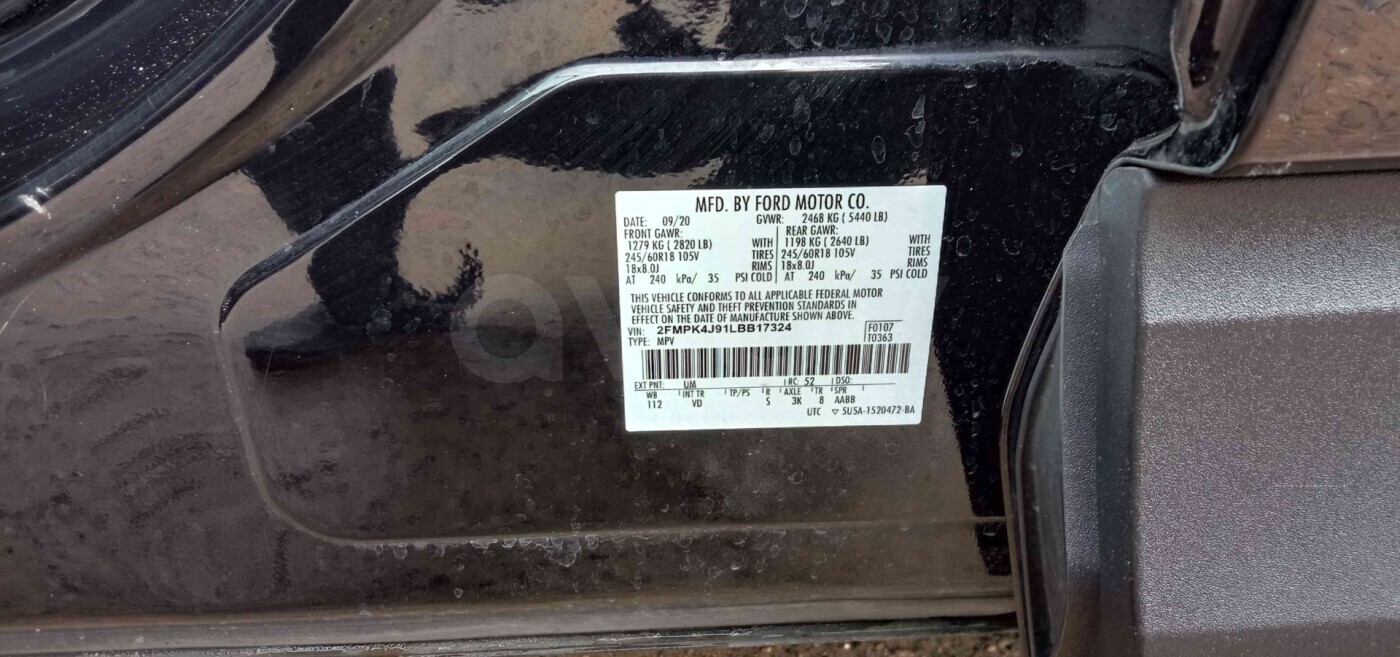 MFD. BY FORD MOTOR CO.
DATE: 09/20 GVWR: 2468 KG ( 5440 LB)
FRONT GAWR: REAR GAWR:
1279 KG ( 2820 LB) WITH 1198 KG ( 2640 LB) WITH
245/60R18 105V TIRES 245/60R18 105V TIRES
18x8.0J RIMS 18x8.0J RIMS
AT 240 kPa/ 35 PSI COLD AT 240 kPa/ 35 PSI COLD
THIS VEHICLE CONFORMS TO ALL APPLICABLE FEDERAL MOTOR
VEHICLE SAFETY AND THEFT PREVENTION STANDARDS IN
EFFECT ON THE DATE OF MANUFACTURE SHOWN ABOVE.
VIN: 2FMPK4J91LBB17324 F0107
TYPE: MPV T0363
EXT PNT: UM RC: 52 DSO:
WB INT TR TP/PS R AXLE TR SPR
112 VD S 3K 8 AABB
UTC ▽ 5U5A-1520472-BA